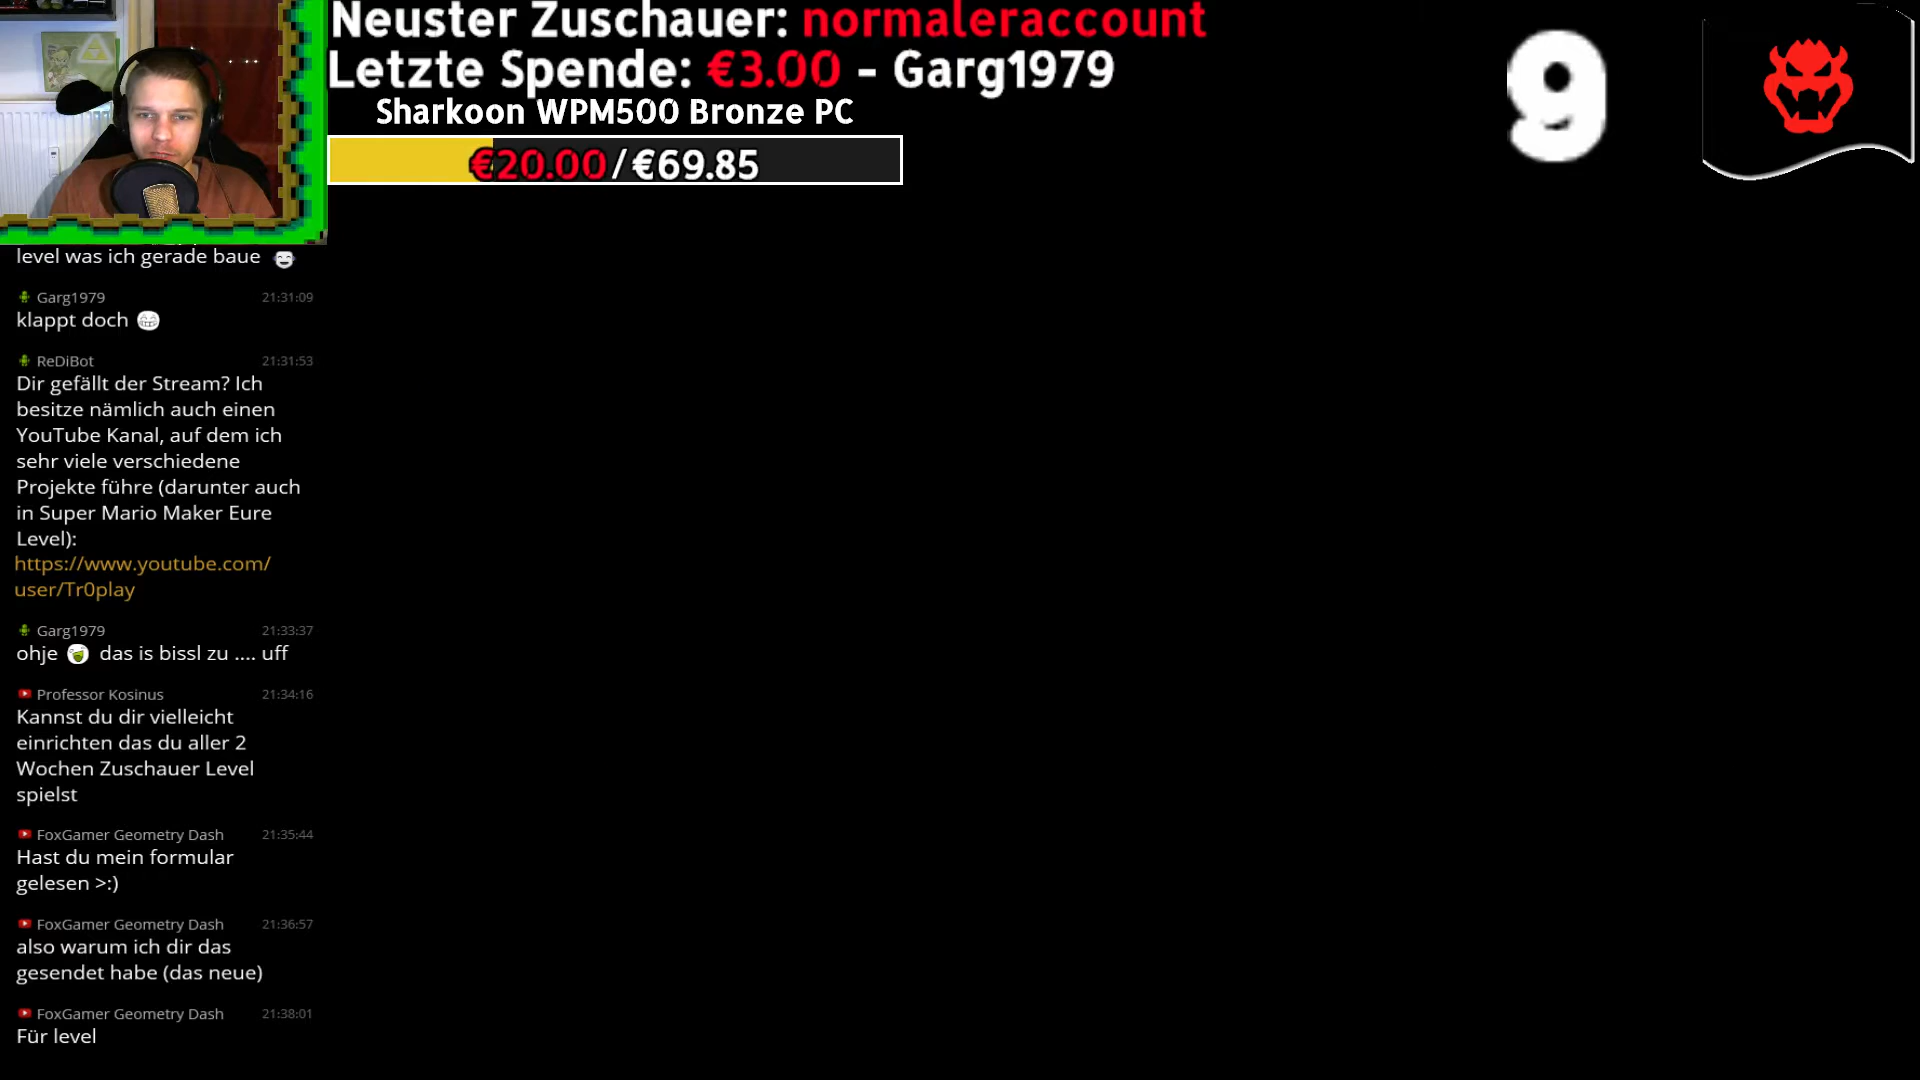 Neuster Zuschauer: normaleraccount
Letzte Spende: €3.00 - Garg1979
Sharkoon WPM500 Bronze PC
€20.00/€69.85
9
level was ich gerade baue
Garg1979 21:31:09
klappt doch
ReDiBot 21:31:53
Dir gefällt der Stream? Ich
besitze nämlich auch einen
YouTube Kanal, auf dem ich
sehr viele verschiedene
Projekte führe (darunter auch
in Super Mario Maker Eure
Level):
https://www.youtube.com/
user/Tr0play
Garg1979 21:33:37
ohje das is bissl zu .... uff
Professor Kosinus 21:34:16
Kannst du dir vielleicht
einrichten das du aller 2
Wochen Zuschauer Level
spielst
FoxGamer Geometry Dash 21:35:44
Hast du mein formular
gelesen >:)
FoxGamer Geometry Dash 21:36:57
also warum ich dir das
gesendet habe (das neue)
FoxGamer Geometry Dash 21:38:01
Für level